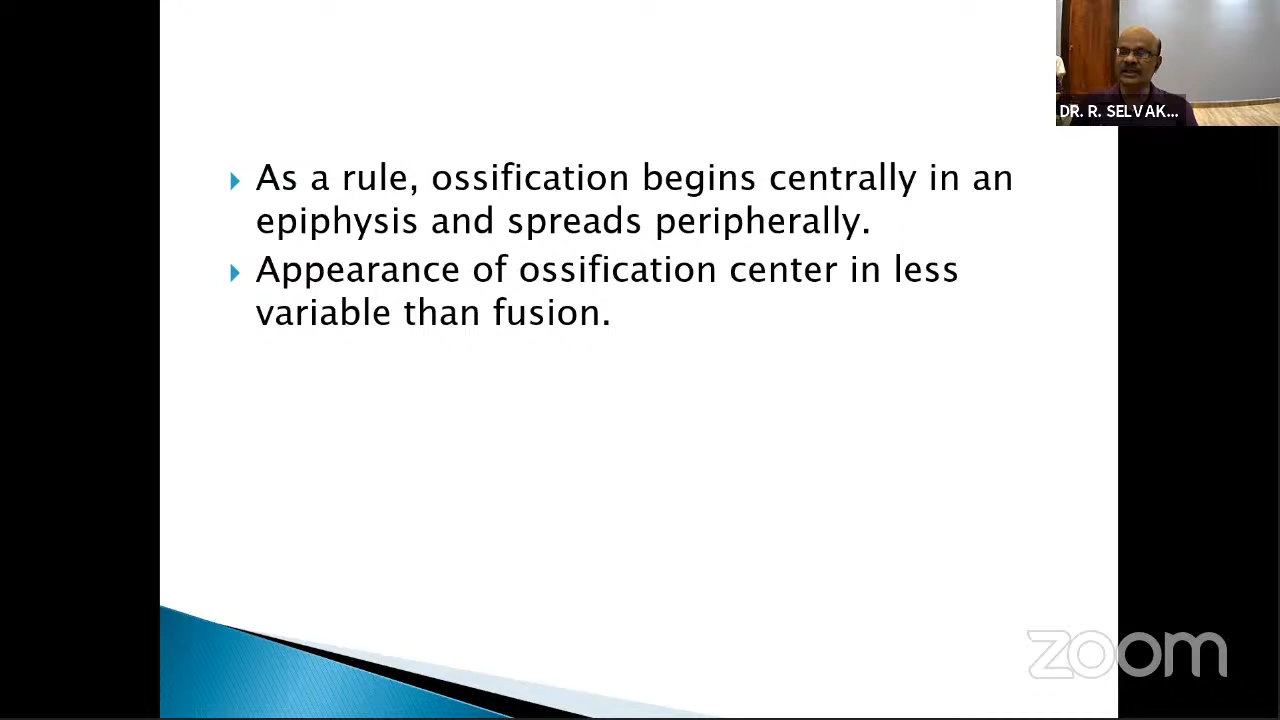 DR. R. SELVAK...
As a rule, ossification begins centrally in an
epiphysis and spreads peripherally.
Appearance of ossification center in less
variable than fusion.
zoom